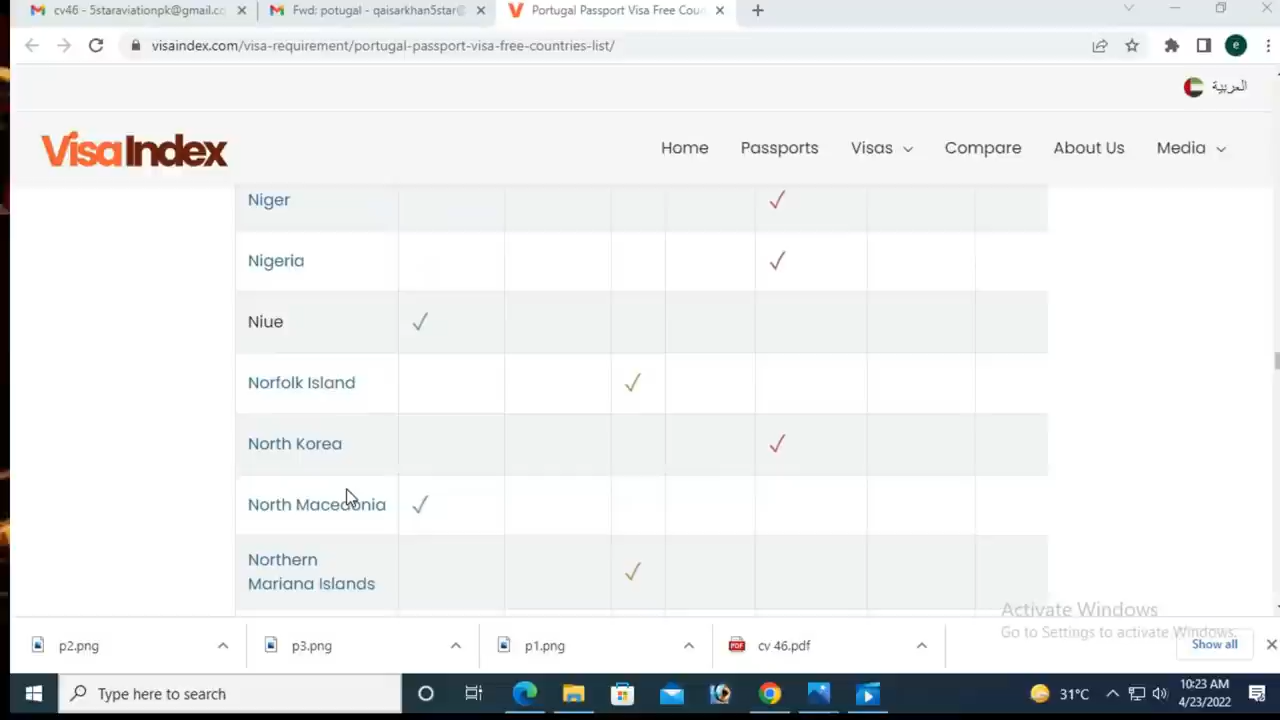 cv46 - 5staraviationpk@gmail.cc
Fwd: potugal - qaisarkhan5star@
Portugal Passport Visa Free Cou
visaindex.com/visa-requirement/portugal-passport-visa-free-countries-list/
e
العربية
VisaIndex
Home
Passports
Visas
Compare
About Us
Media
Niger
Nigeria
Niue
Norfolk Island
North Korea
North Macedonia
Northern
Mariana Islands
Activate Windows
Go to Settings to activate Windows.
p2.png
p3.png
p1.png
PDF
cv 46.pdf
Show all
Type here to search
31°C
10:23 AM
4/23/2022